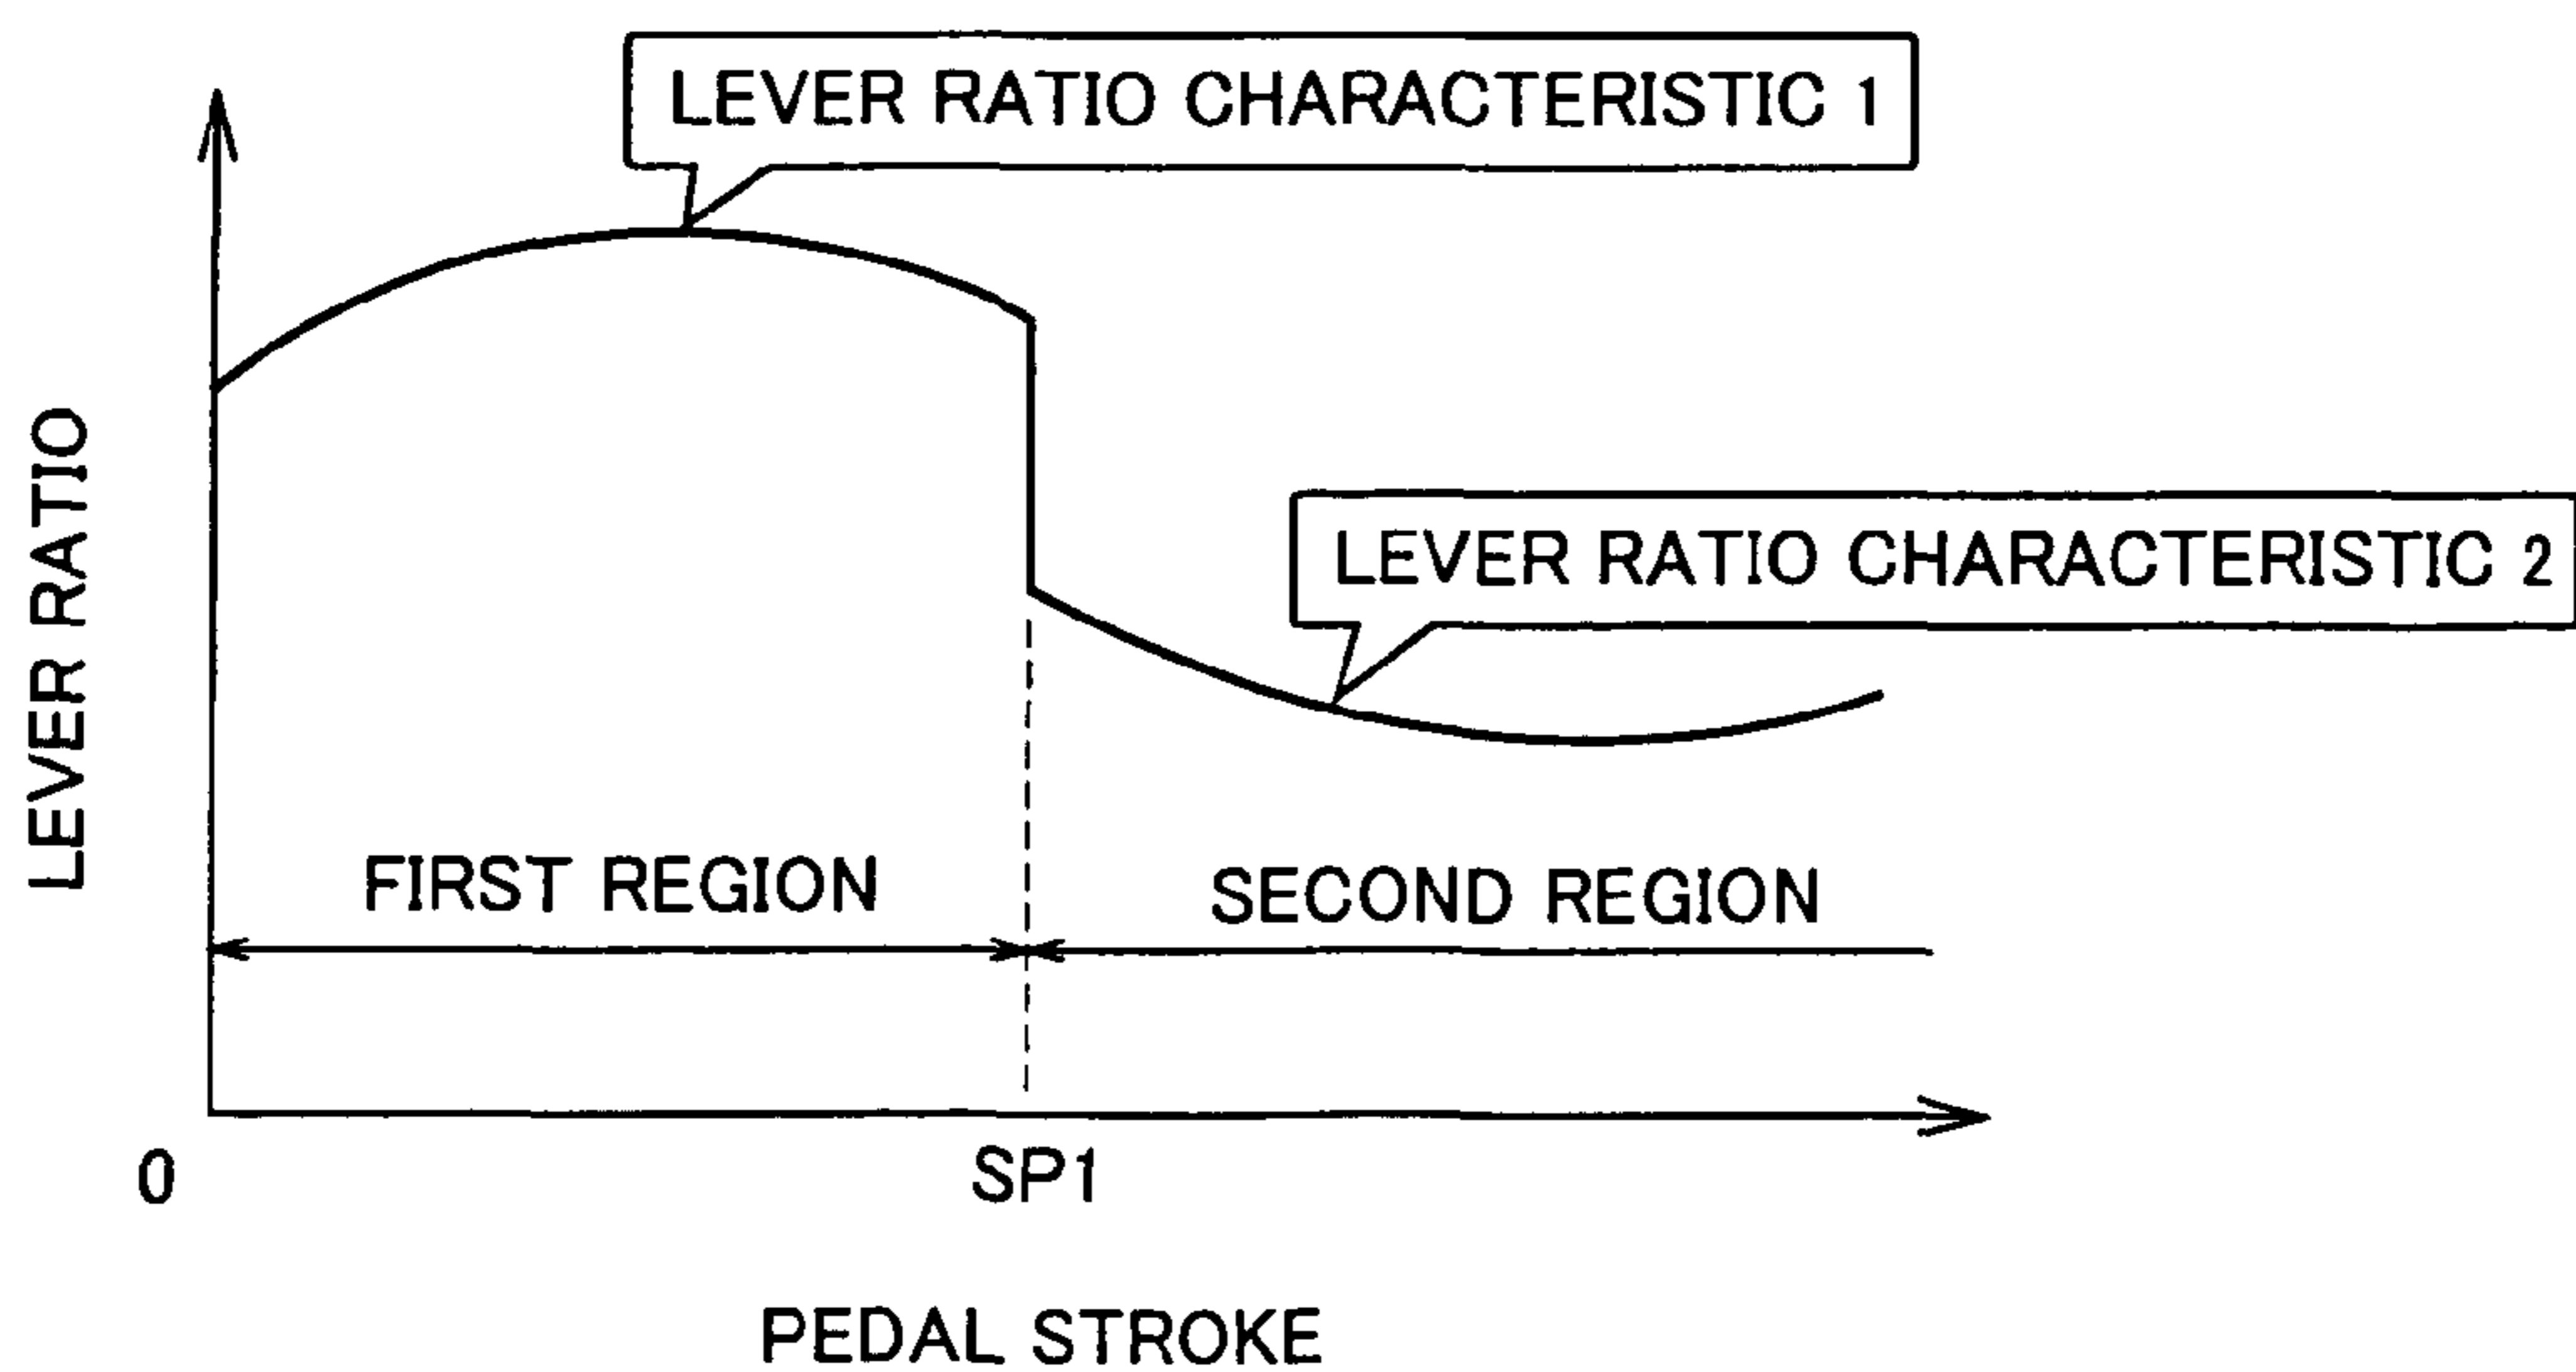 LEVER RATIO CHARACTERISTIC 1
LEVER RATIO
LEVER RATIO CHARACTERISTIC 2
FIRST REGION
SECOND REGION
0
SP1
PEDAL STROKE